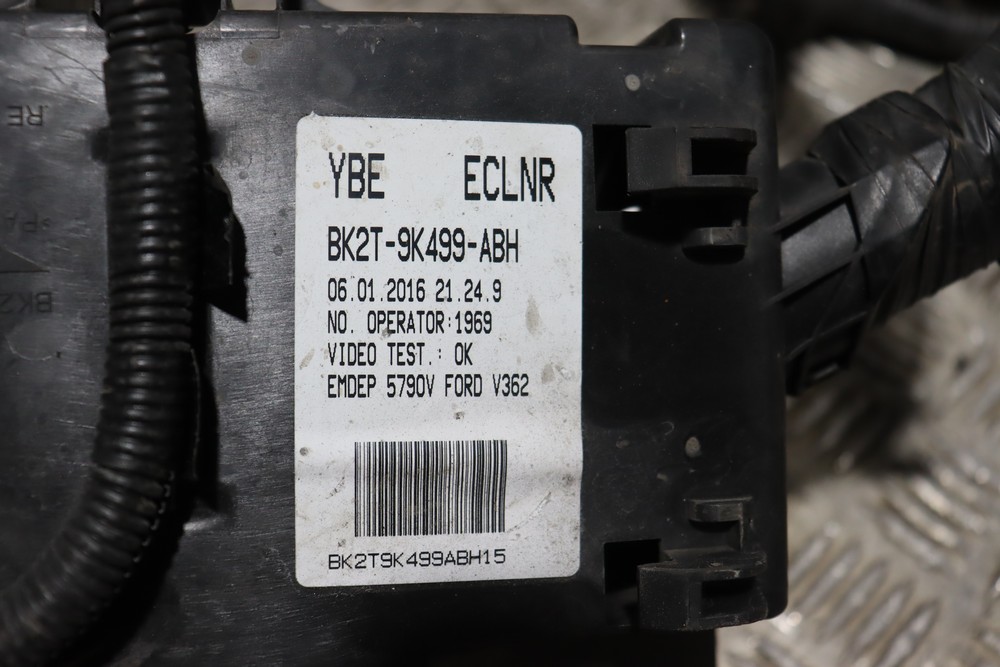 YBE ECLNR
BK2T-9K499-ABH
06.01.2016 21.24.9
NO. OPERATOR:1969
VIDEO TEST.: OK
EMDEP 5790V FORD V362
BK2T9K499ABH15